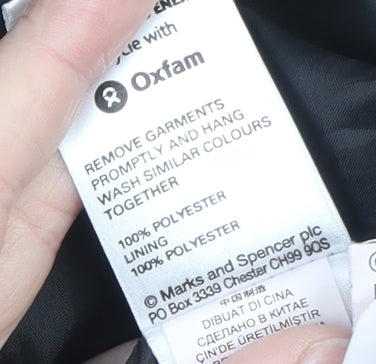 cycle with
Oxfam
REMOVE GARMENTS
PROMPTLY AND HANG
WASH SIMILAR COLOURS
TOGETHER
100% POLYESTER
LINING
100% POLYESTER
© Marks and Spencer plc
PO Box 3339 Chester CH99 9QS
中国制造
DIBUAT DI CINA
СДЕЛАНО В КИТАЕ
ÇİN'DE ÜRETİLMİŞTİR